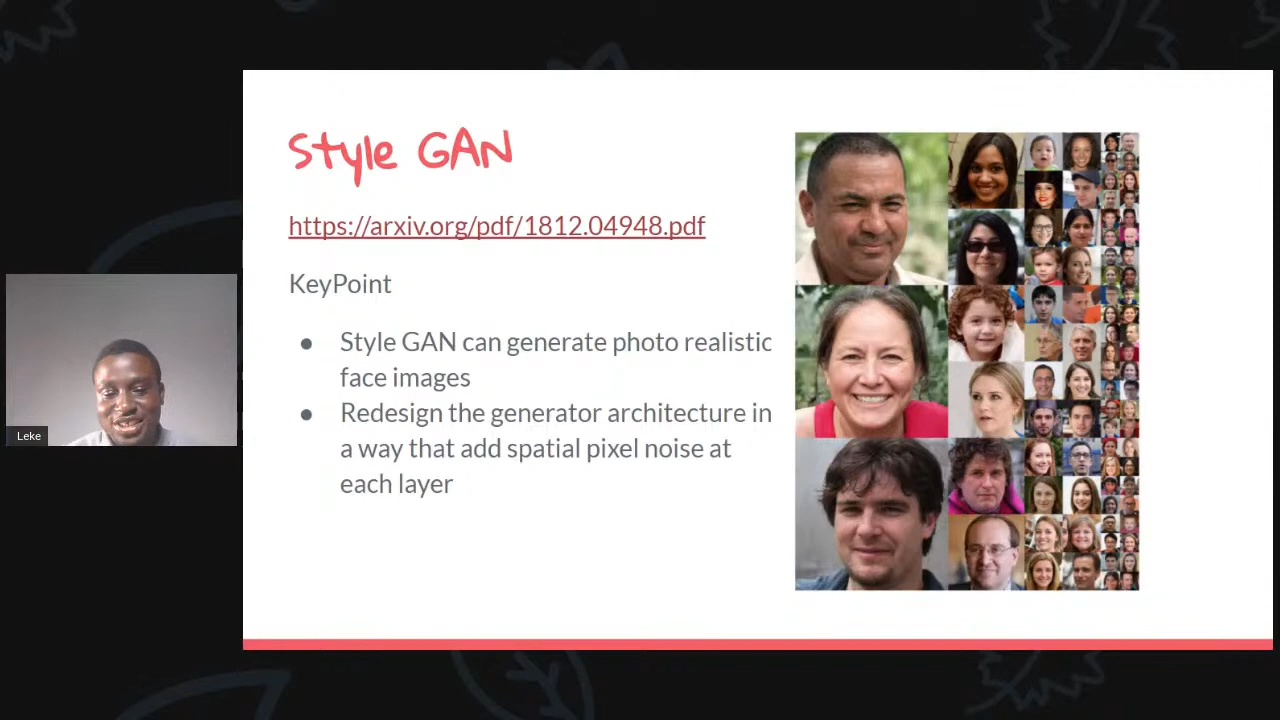 Style GAN
https://arxiv.org/pdf/1812.04948.pdf
KeyPoint
● Style GAN can generate photo realistic
face images
● Redesign the generator architecture in
a way that add spatial pixel noise at
each layer
Leke